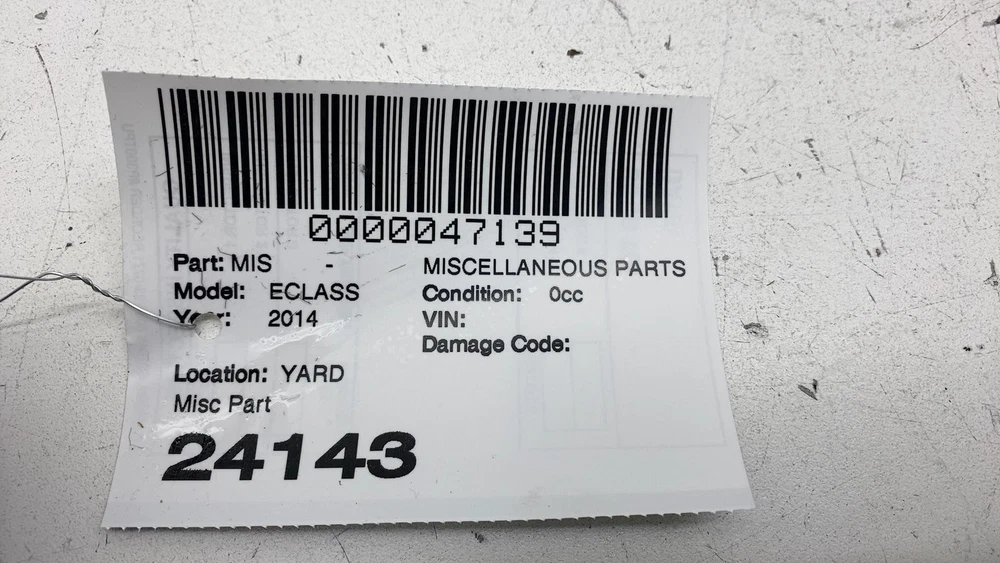 0000047139
Part: MIS - MISCELLANEOUS PARTS
Model: ECLASS Condition: 0cc
Year: 2014 VIN:
Damage Code:
Location: YARD
Misc Part
24143